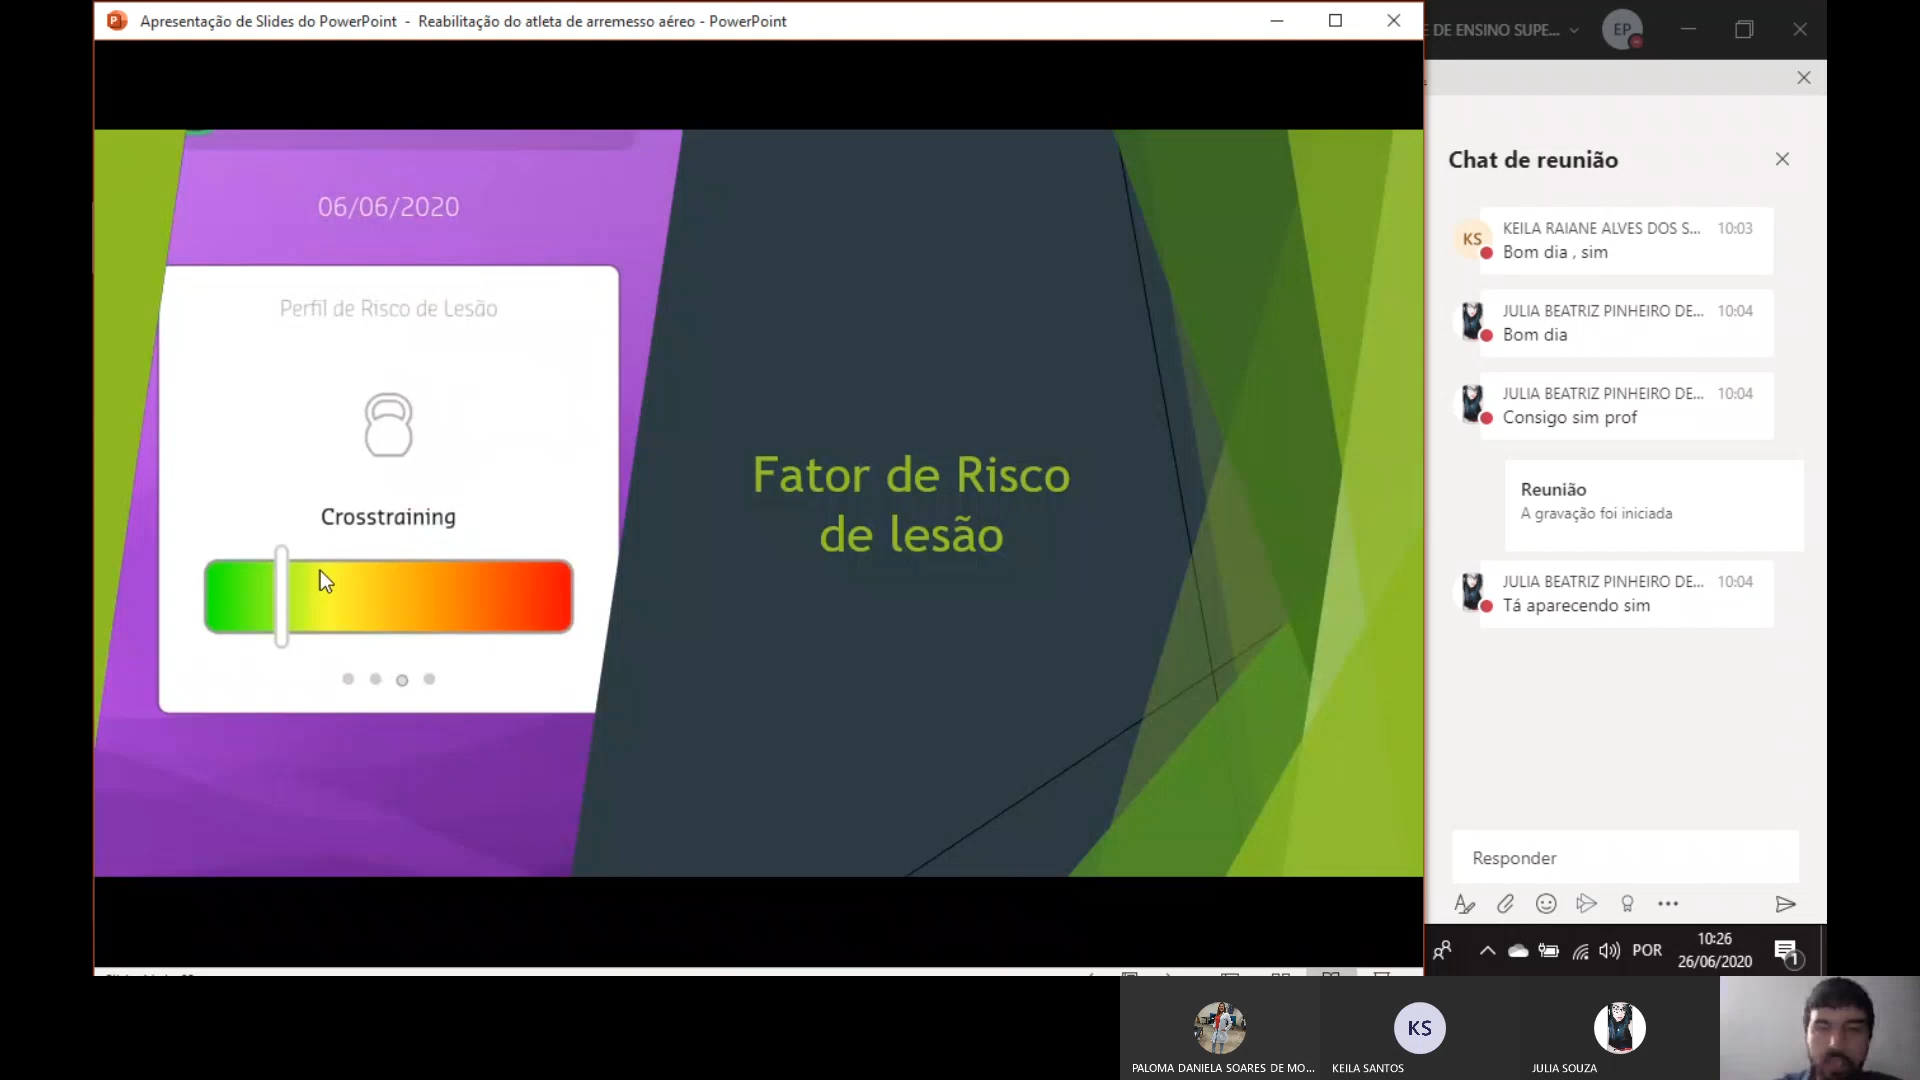 Apresentação de Slides do PowerPoint - Reabilitação do atleta de arremesso aéreo - PowerPoint
DE ENSINO SUPE...
EP
06/06/2020
Perfil de Risco de Lesão
Crosstraining
Fator de Risco
de lesão
Chat de reunião
KS
KEILA RAIANE ALVES DOS S... 10:03
Bom dia , sim
JULIA BEATRIZ PINHEIRO DE... 10:04
Bom dia
JULIA BEATRIZ PINHEIRO DE... 10:04
Consigo sim prof
Reunião
A gravação foi iniciada
JULIA BEATRIZ PINHEIRO DE... 10:04
Tá aparecendo sim
Responder
POR
10:26
26/06/2020
1
KS
PALOMA DANIELA SOARES DE MO...
KEILA SANTOS
JULIA SOUZA